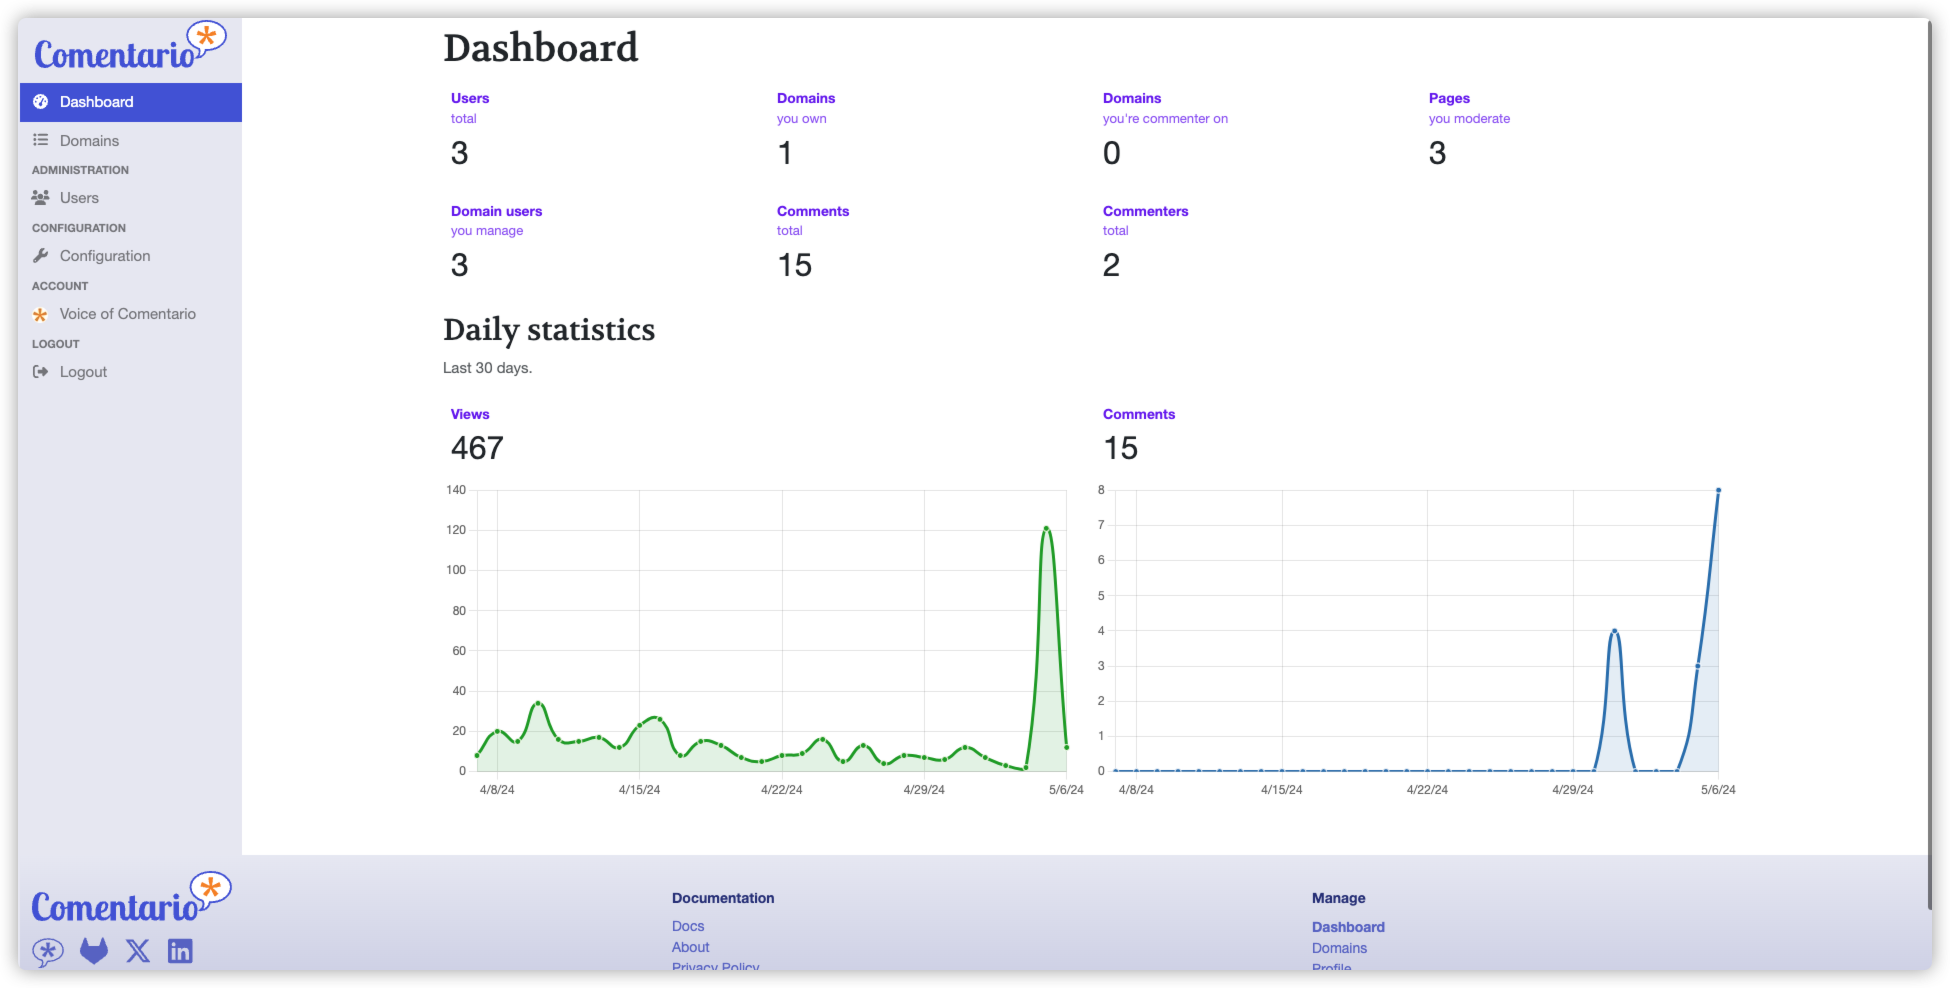 Comentario
Dashboard
Domains
ADMINISTRATION
Users
CONFIGURATION
Configuration
ACCOUNT
Voice of Comentario
LOGOUT
Logout
Dashboard
Users
total
3
Domains
you own
1
Domains
you're commenter on
0
Pages
you moderate
3
Domain users
you manage
3
Comments
total
15
Commenters
total
2
Daily statistics
Last 30 days.
Views
467
140
120
100
80
60
40
20
0
4/8/24 4/15/24 4/22/24 4/29/24 5/6/24
Comments
15
8
7
6
5
4
3
2
1
0
4/8/24 4/15/24 4/22/24 4/29/24 5/6/24
Comentario
Documentation
Docs
About
Privacy Policy
Manage
Dashboard
Domains
Profile